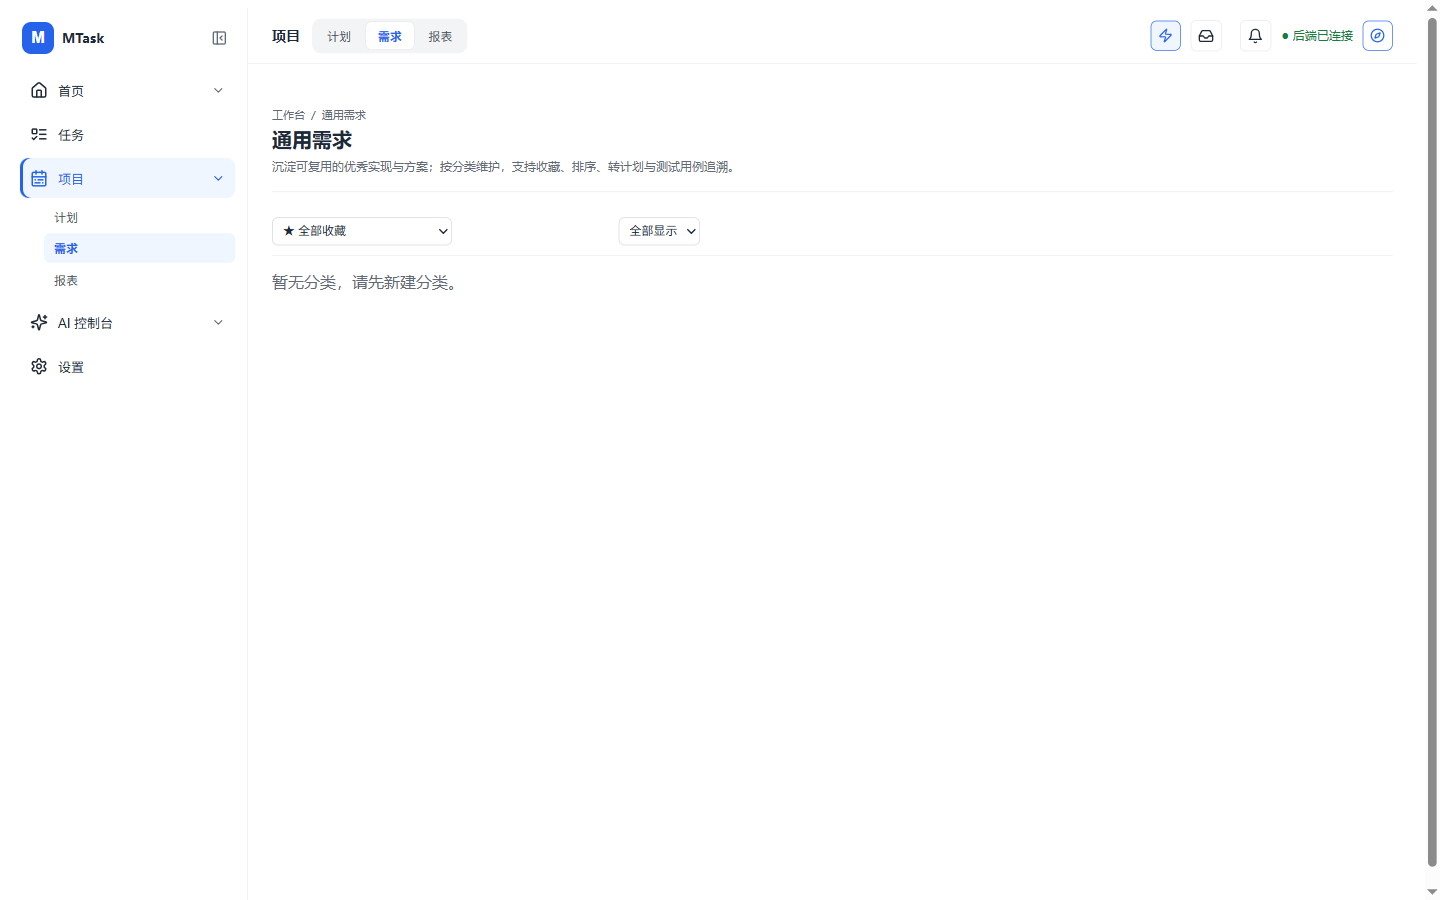 M MTask
首页
任务
项目
计划
需求
报表
AI 控制台
设置
项目 计划 需求 报表
后端已连接
工作台 / 通用需求
通用需求
沉淀可复用的优秀实现与方案；按分类维护，支持收藏、排序、转计划与测试用例追溯。
★ 全部收藏 全部显示
暂无分类，请先新建分类。